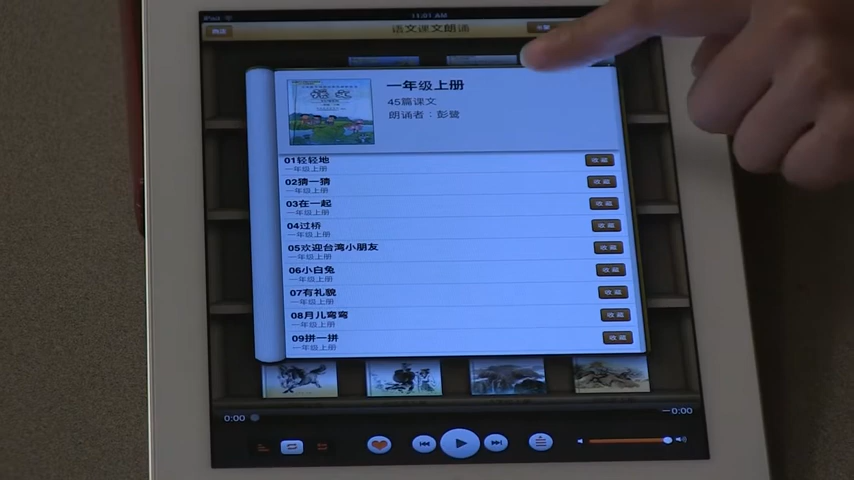 iPad
11:01 AM
语文课文朗诵
一年级上册
45篇课文
朗诵者：彭鹭
语文
01轻轻地
一年级上册
收藏
02猜一猜
一年级上册
收藏
03在一起
一年级上册
收藏
04过桥
一年级上册
收藏
05欢迎台湾小朋友
一年级上册
收藏
06小白兔
一年级上册
收藏
07有礼貌
一年级上册
收藏
08月儿弯弯
一年级上册
收藏
09拼一拼
一年级上册
收藏
0:00
-0:00